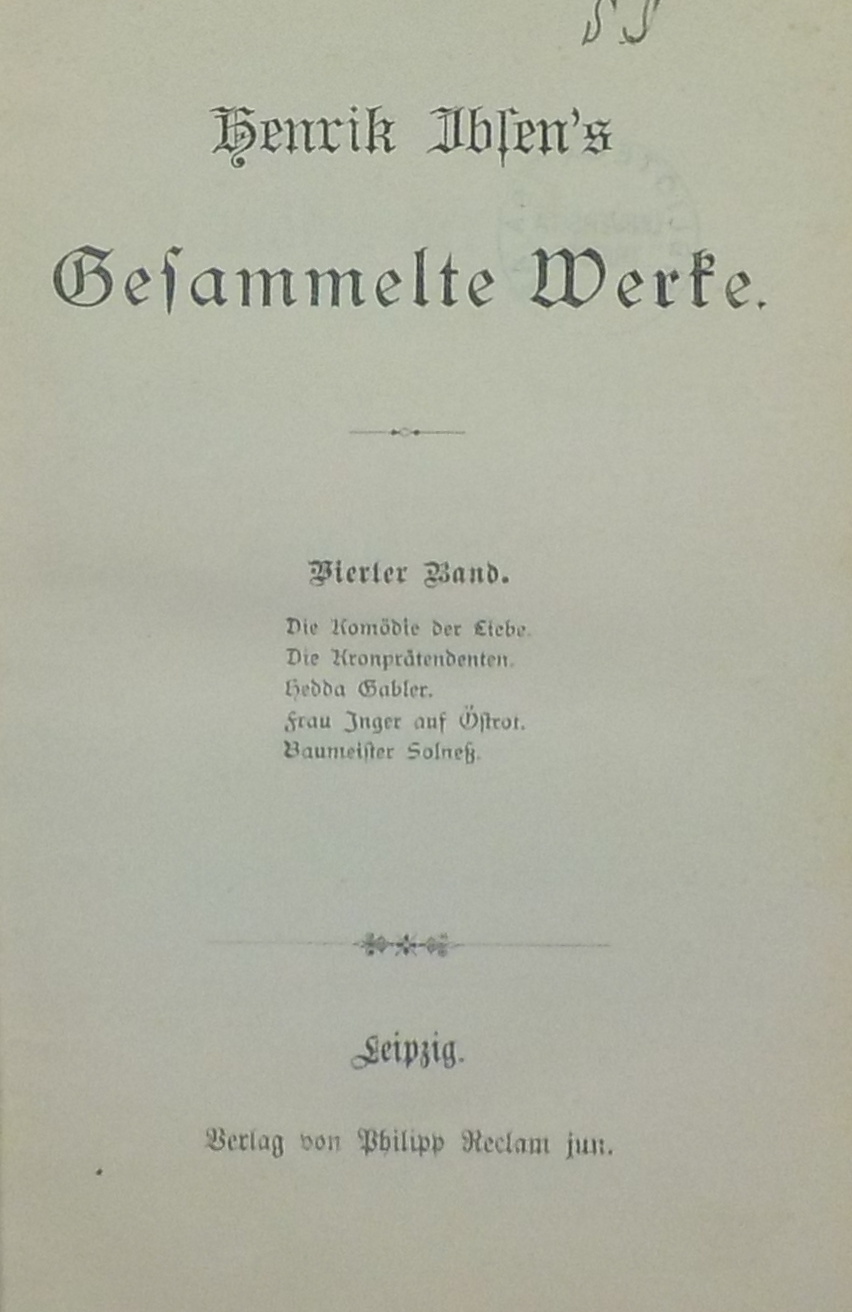 Henrik Ibſen's
Geſammelte Werke.
Vierter Band.
Die Komödie der Liebe.
Die Kronprätendenten.
Hedda Gabler.
Frau Inger auf Öſtrot.
Baumeiſter Solneß.
Leipzig.
Verlag von Philipp Reclam jun.